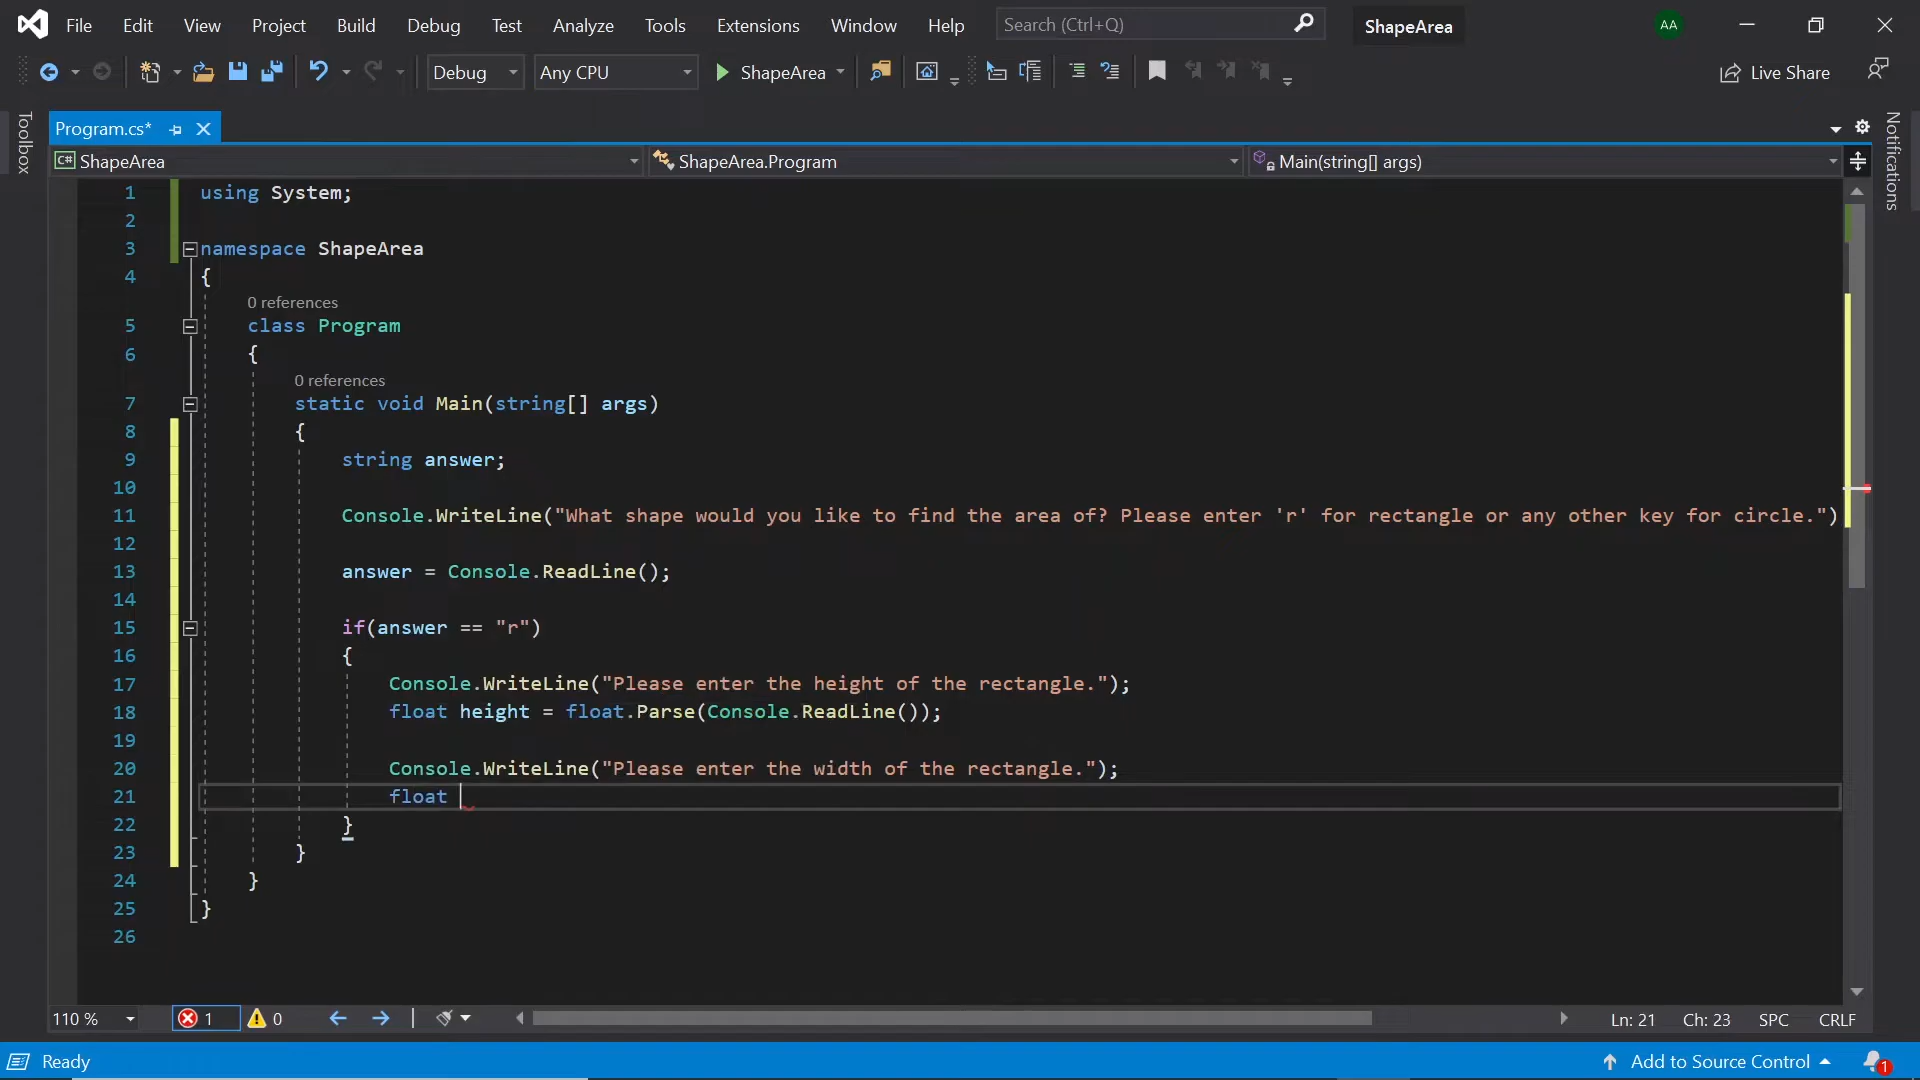 File Edit View Project Build Debug Test Analyze Tools Extensions Window Help Search (Ctrl+Q) ShapeArea AA
Debug Any CPU ShapeArea Live Share
Toolbox
Program.cs*
Notifications
C# ShapeArea ShapeArea.Program Main(string[] args)
1 using System;
2
3 namespace ShapeArea
4 {
0 references
5 class Program
6 {
0 references
7 static void Main(string[] args)
8 {
9 string answer;
10
11 Console.WriteLine("What shape would you like to find the area of? Please enter 'r' for rectangle or any other key for circle.")
12
13 answer = Console.ReadLine();
14
15 if(answer == "r")
16 {
17 Console.WriteLine("Please enter the height of the rectangle.");
18 float height = float.Parse(Console.ReadLine());
19
20 Console.WriteLine("Please enter the width of the rectangle.");
21 float
22 }
23 }
24 }
25 }
26
110 % 1 0 Ln: 21 Ch: 23 SPC CRLF
Ready Add to Source Control 1